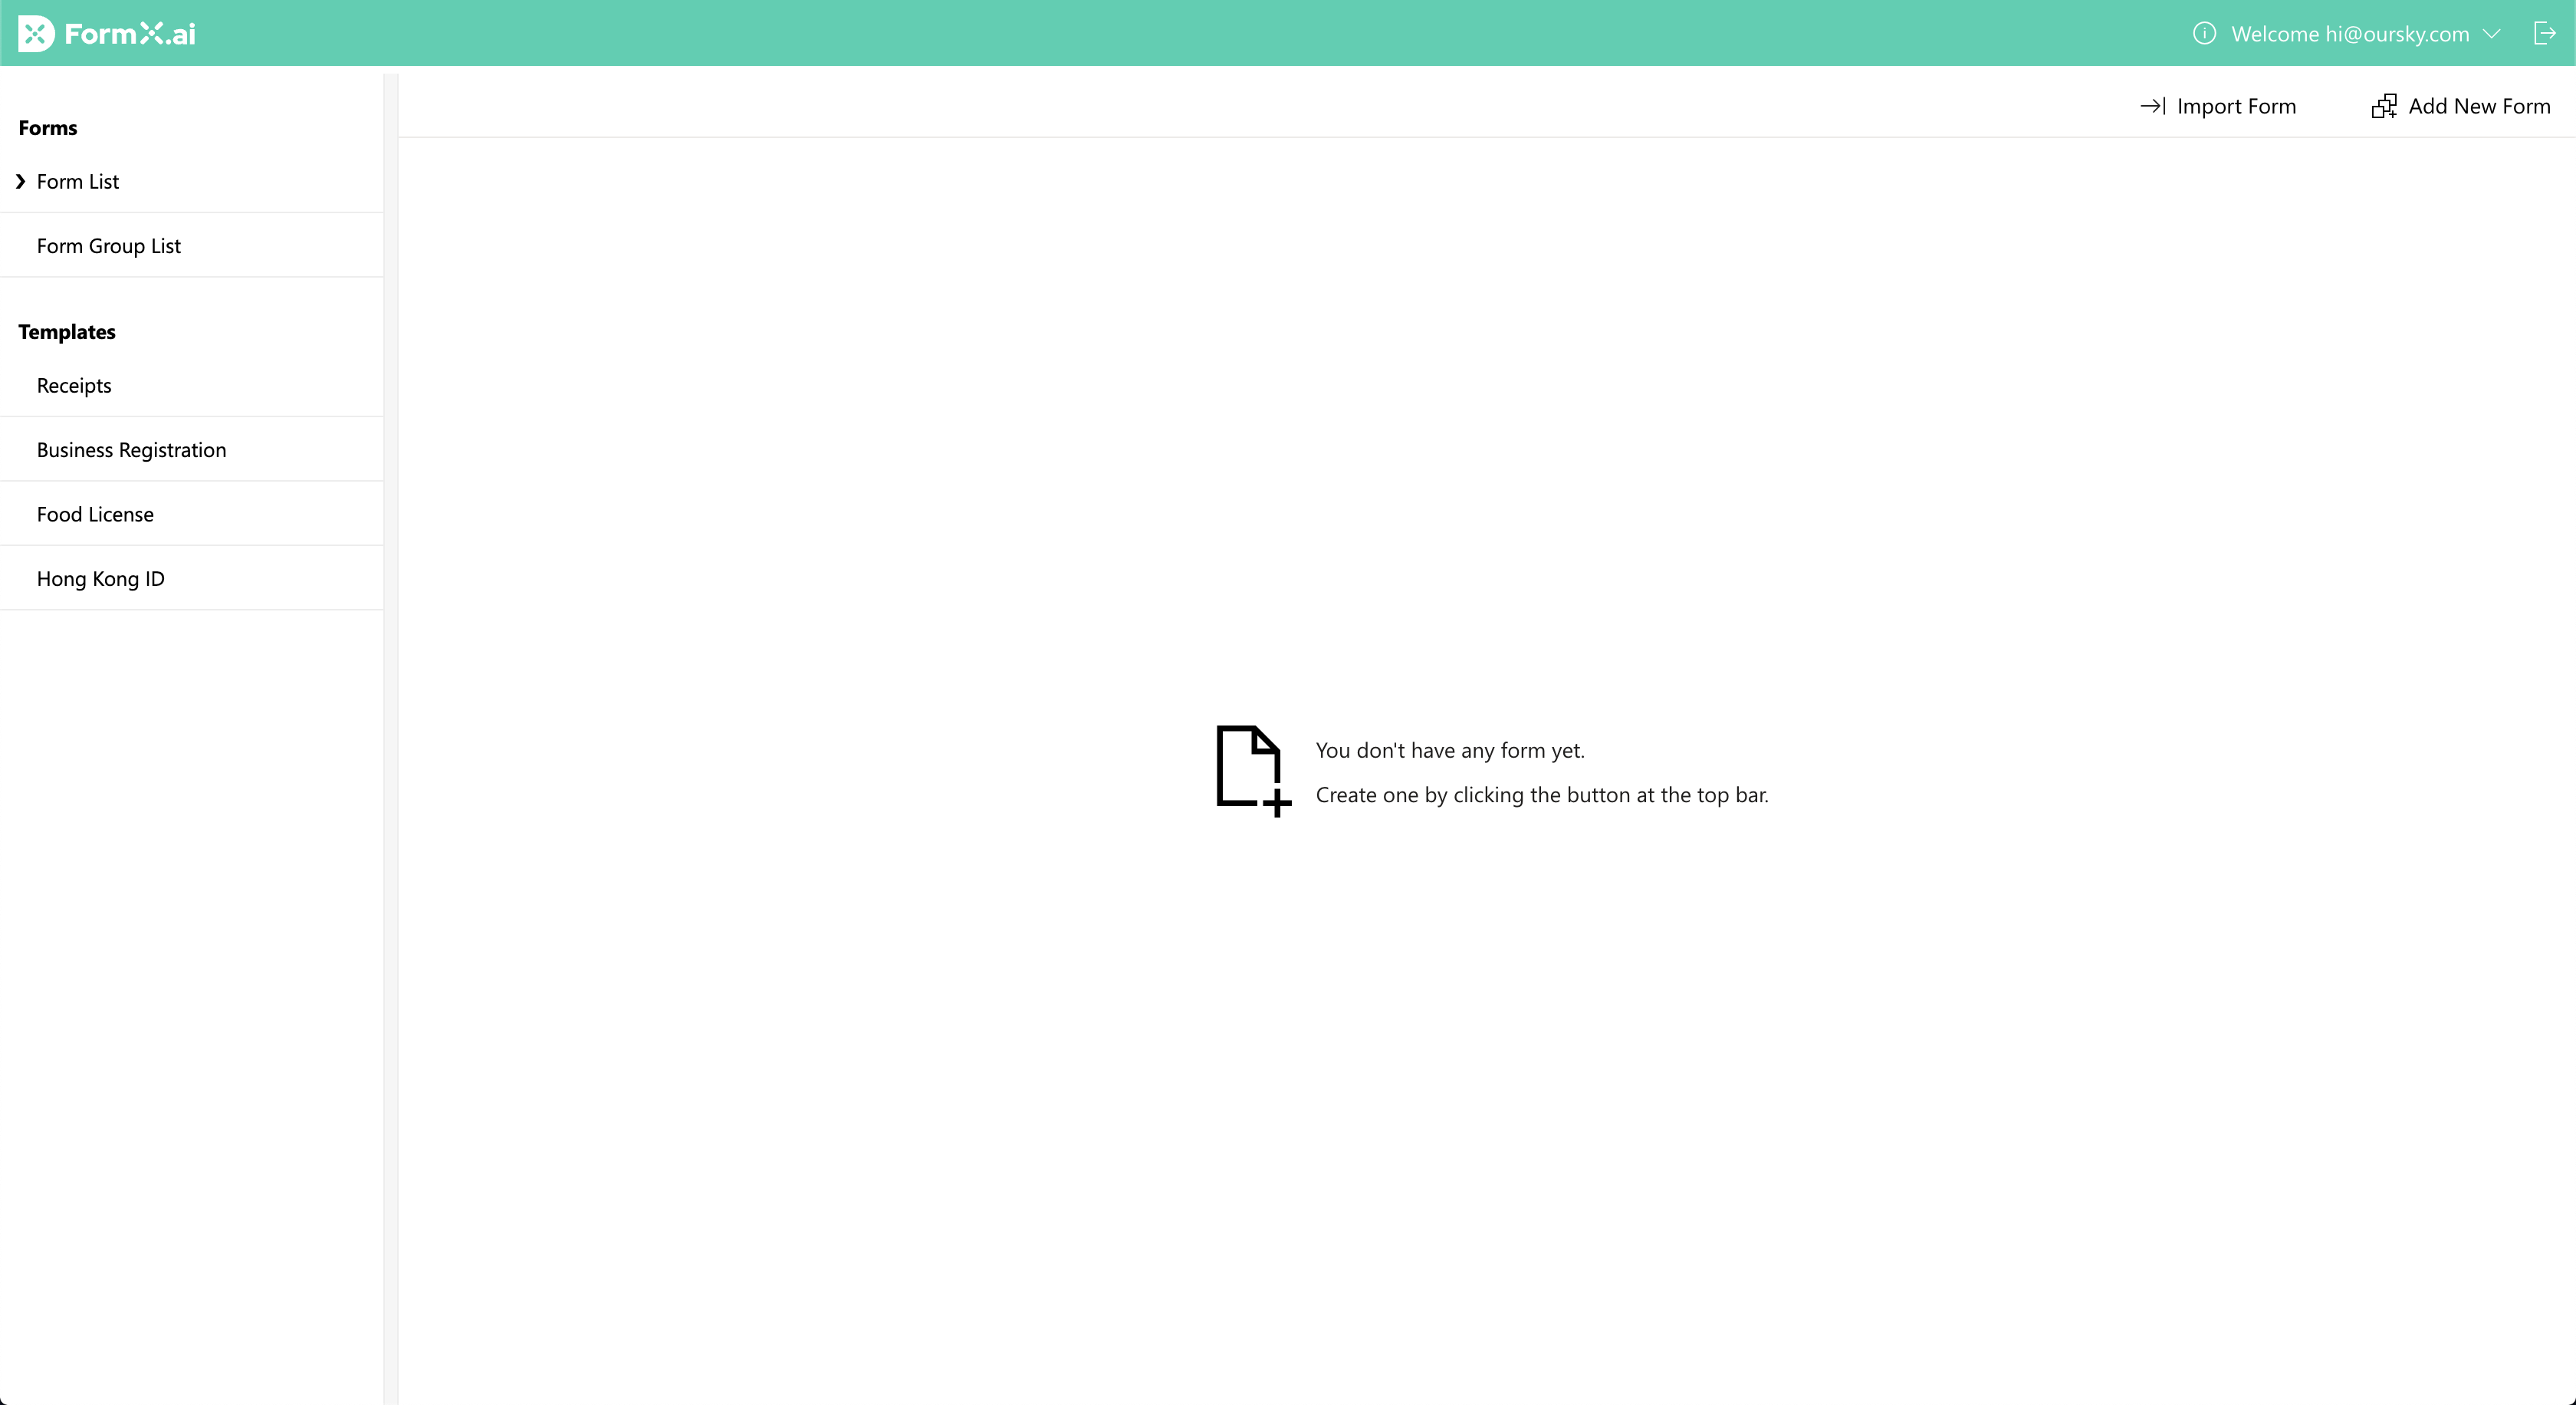 FormX.ai
Welcome hi@oursky.com
Import Form
Add New Form
Forms
Form List
Form Group List
Templates
Receipts
Business Registration
Food License
Hong Kong ID
You don't have any form yet.
Create one by clicking the button at the top bar.